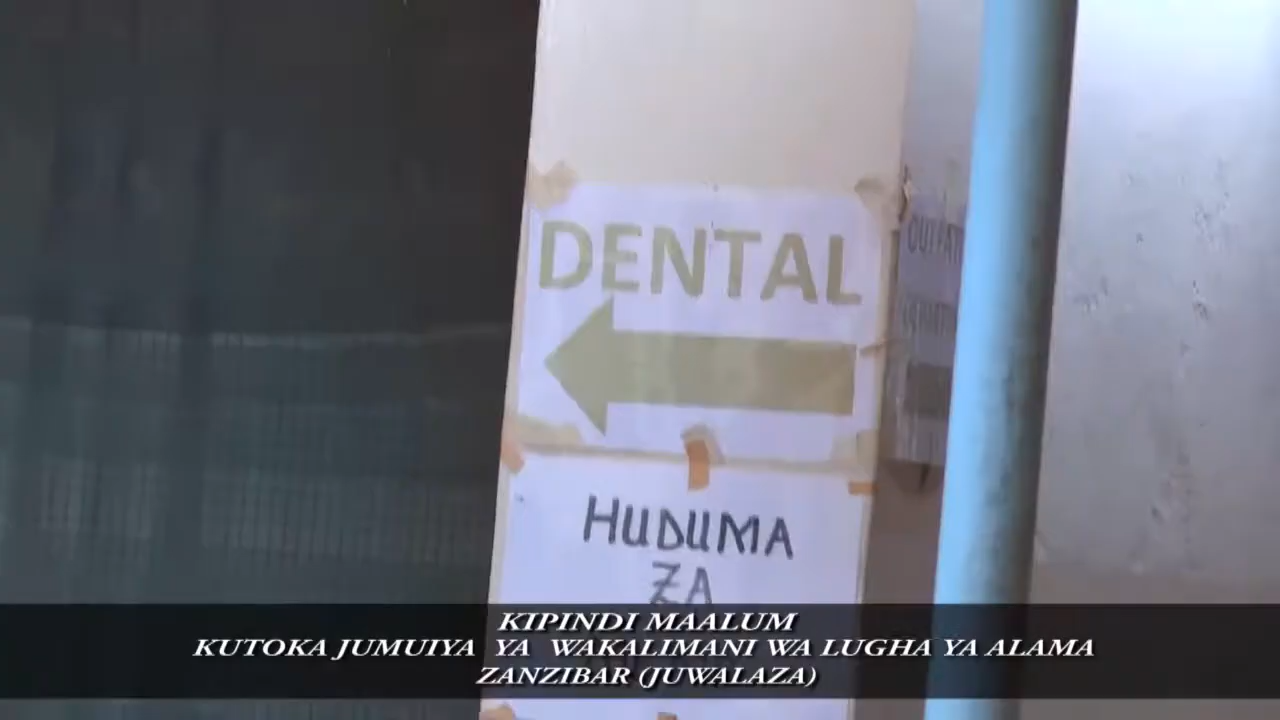 DENTAL
HUDUMA
ZA
KIPINDI MAALUM
KUTOKA JUMUIYA YA WAKALIMANI WA LUGHA YA ALAMA
ZANZIBAR (JUWALAZA)